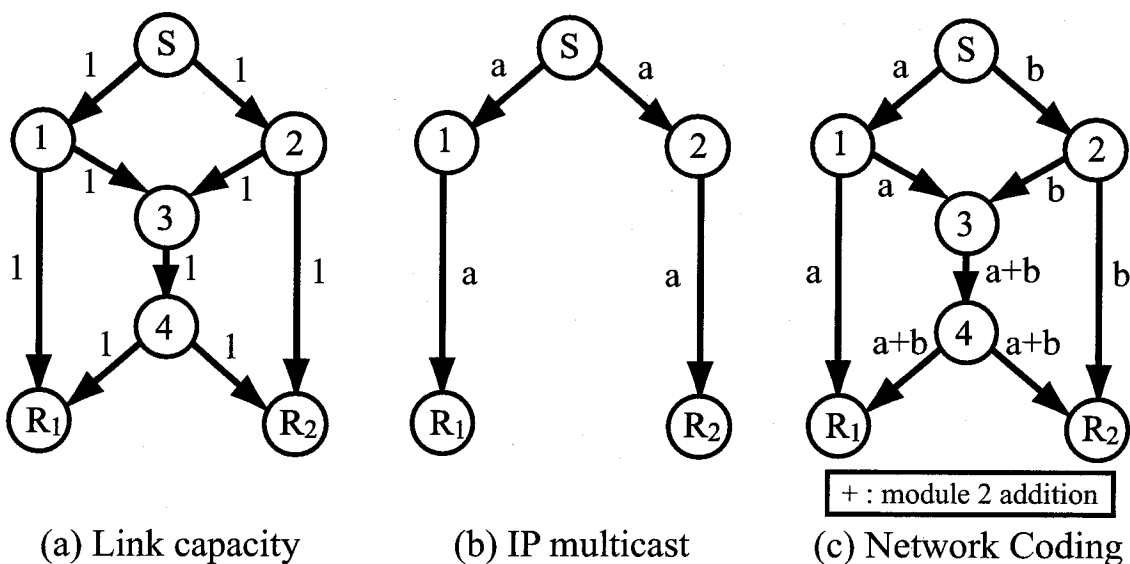 S
1 1
1 2
1 1
3
1 1 1
4
1 1
R1 R2
(a) Link capacity
S
a a
1 2
a a
R1 R2
(b) IP multicast
S
a b
1 2
a b
3
a a+b b
4
a+b a+b
R1 R2
+ : module 2 addition
(c) Network Coding